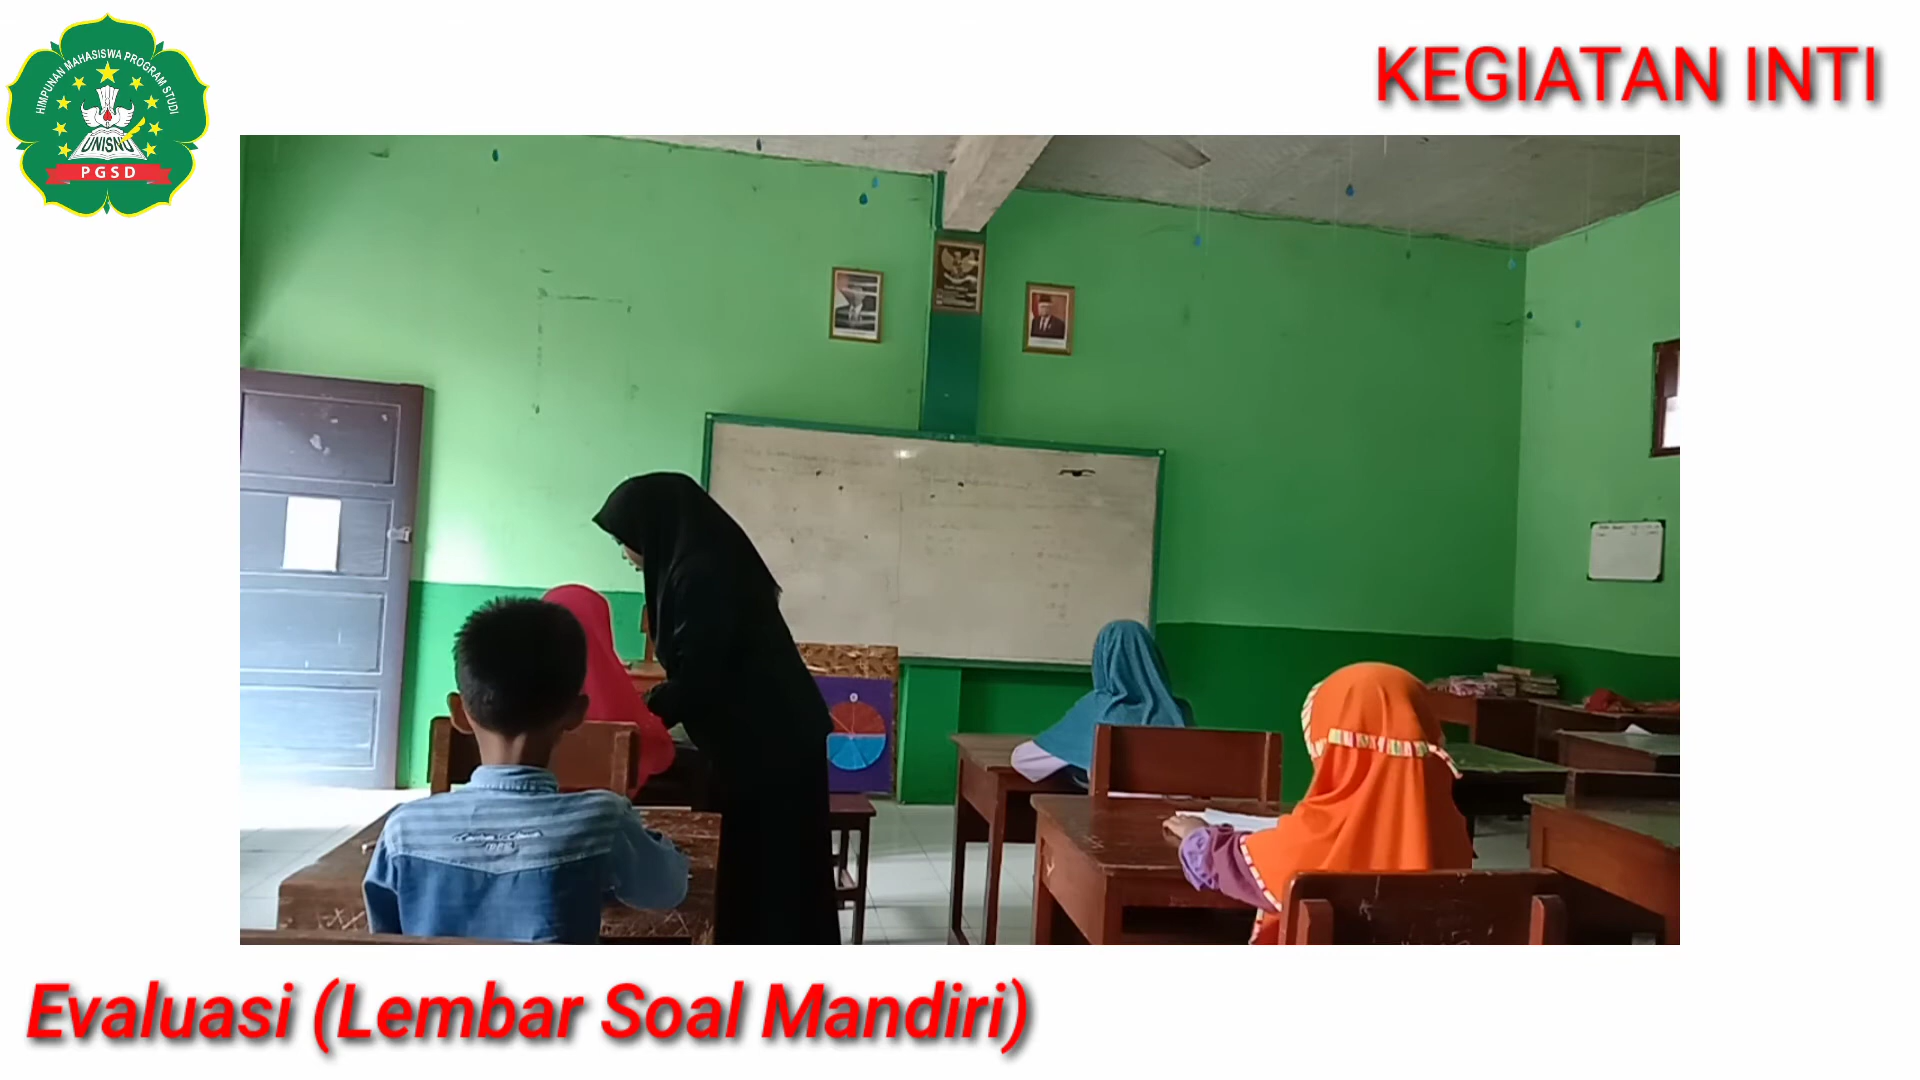 HIMPUNAN MAHASISWA PROGRAM STUDI
UNISNU
PGSD
KEGIATAN INTI
Evaluasi (Lembar Soal Mandiri)